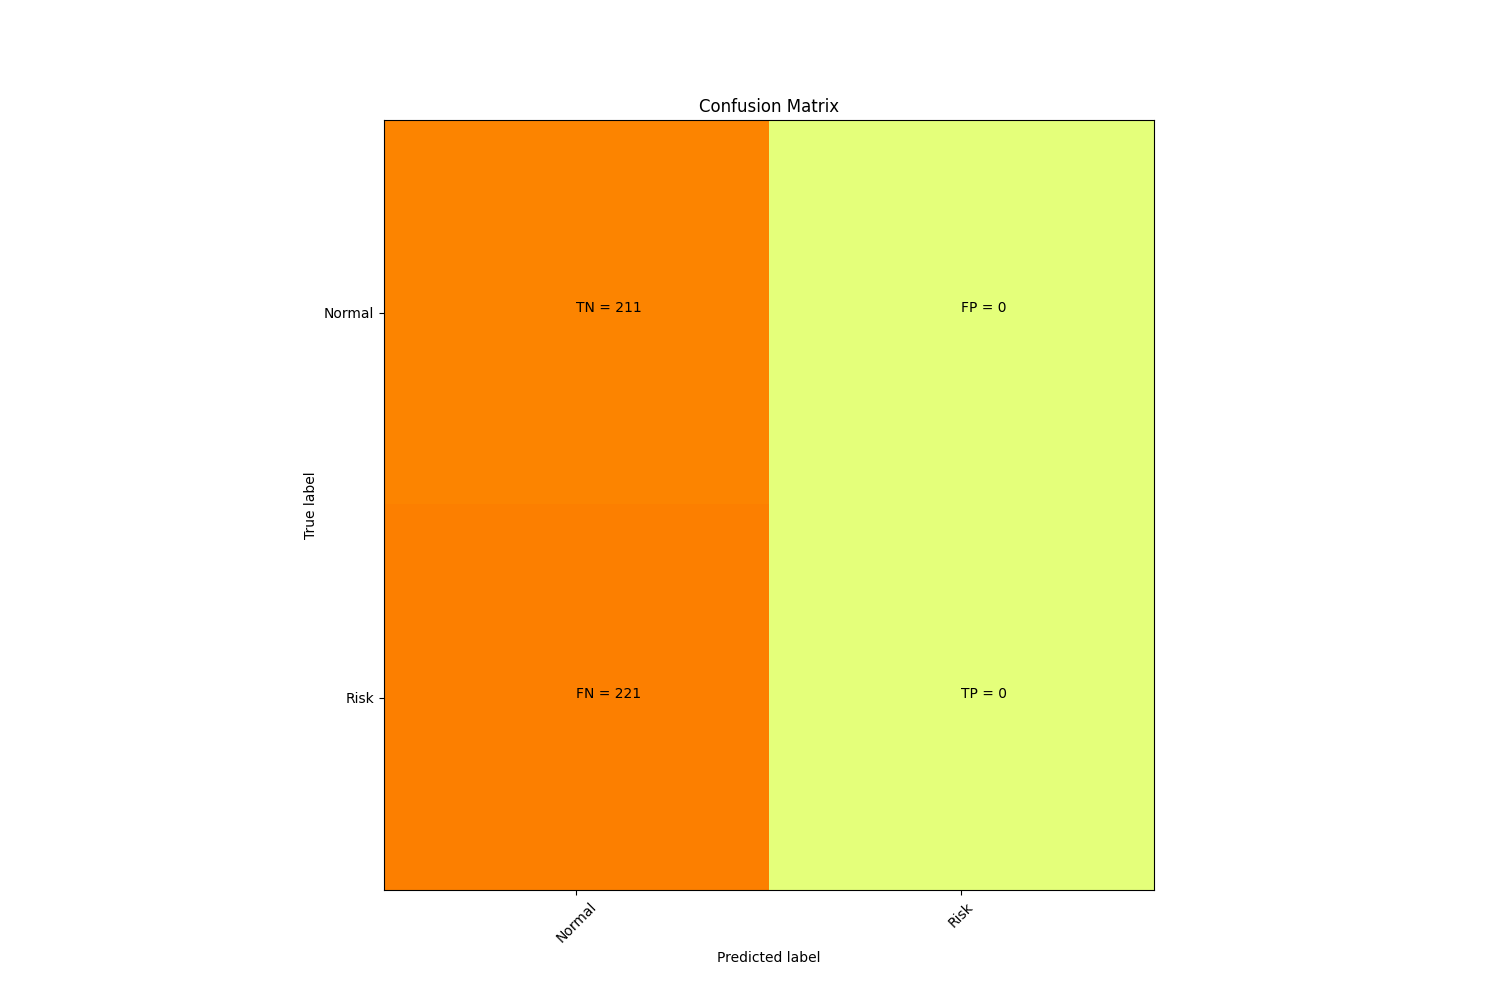 Confusion Matrix
Normal
TN = 211
FP = 0
True label
Risk
FN = 221
TP = 0
Normal
Risk
Predicted label